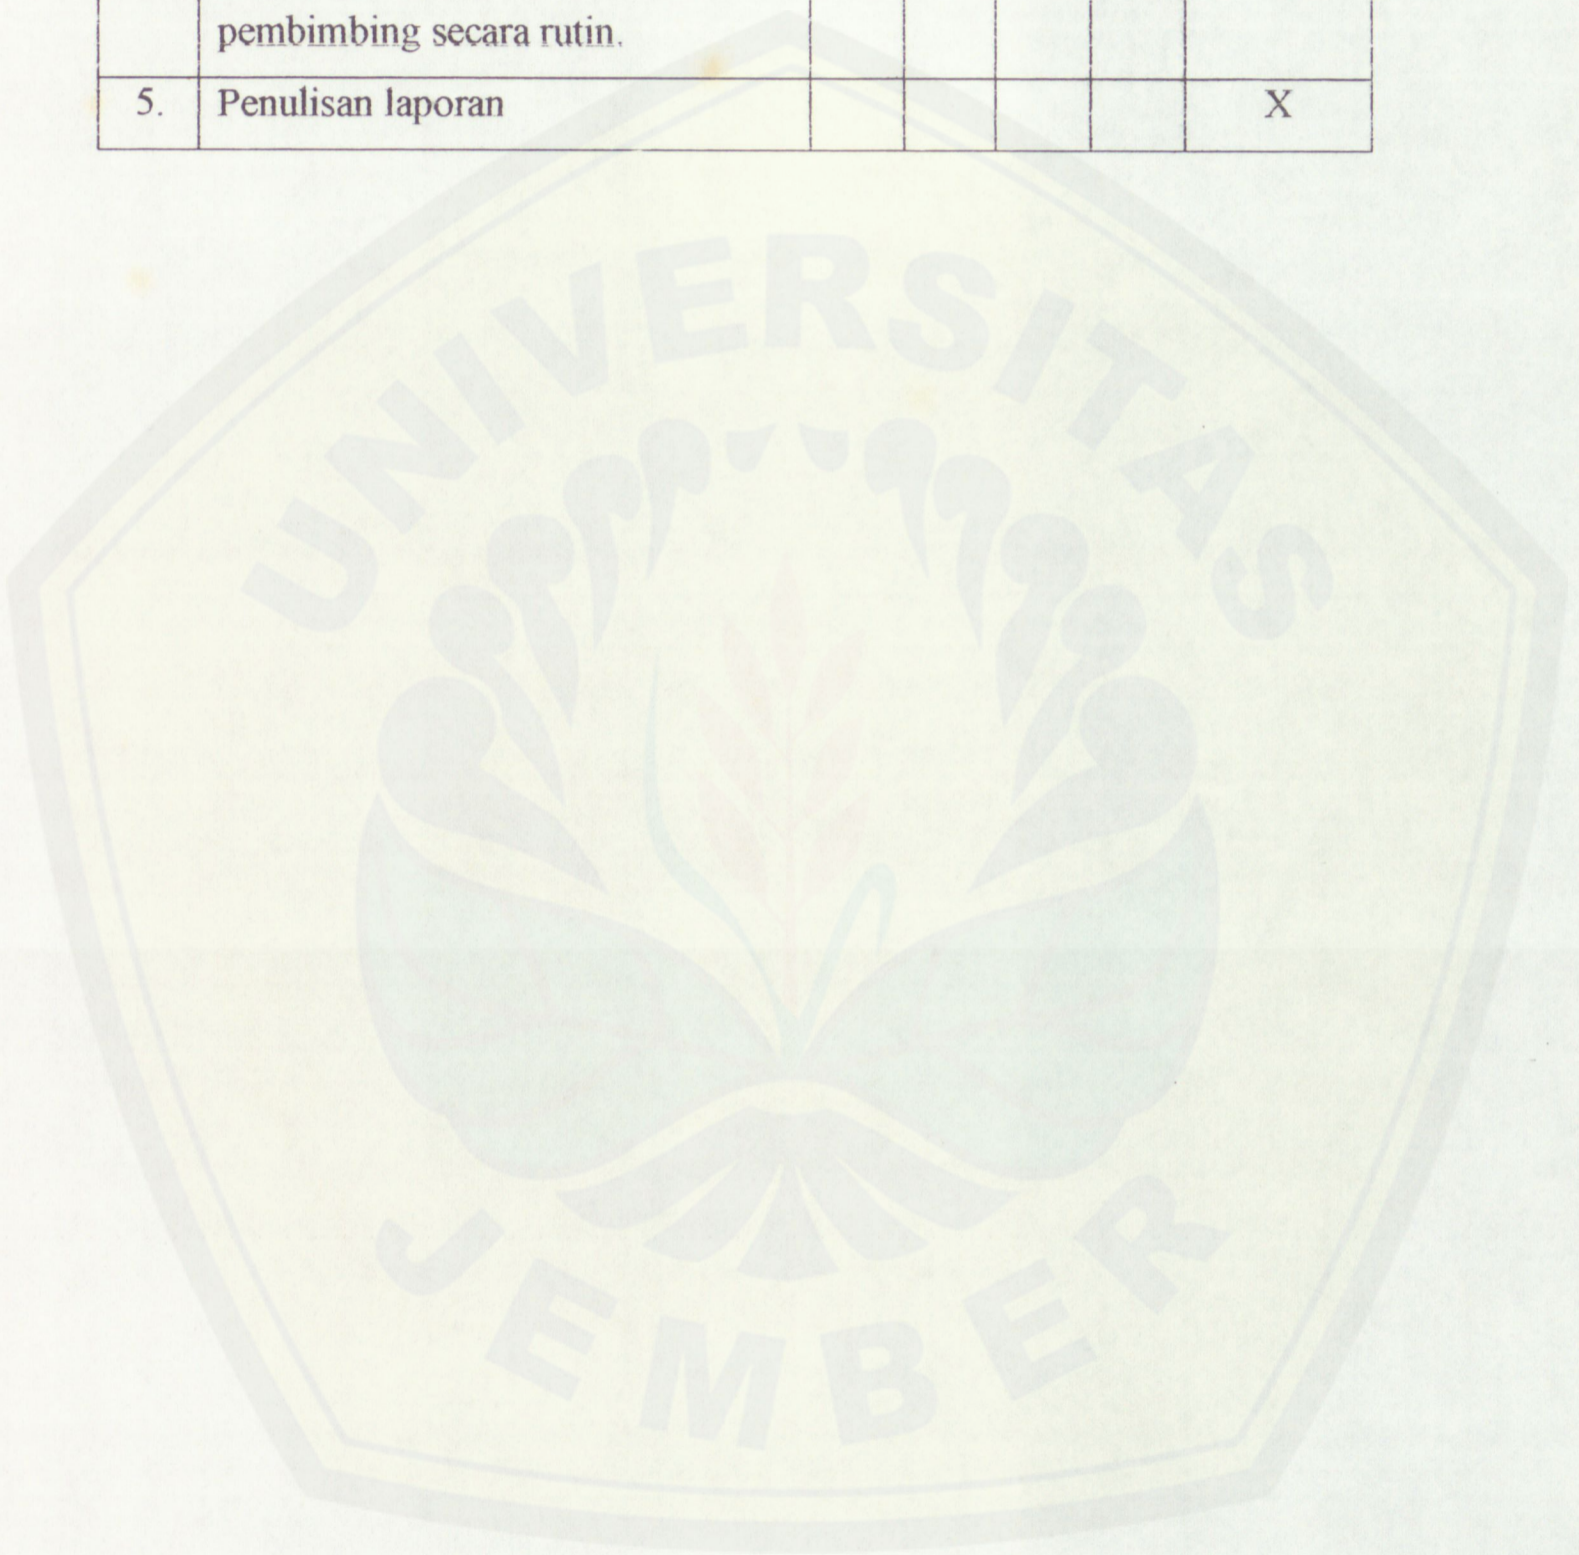 pembimbing secara rutin.
5. Penulisan laporan X
UNIVERSITAS
JEMBER